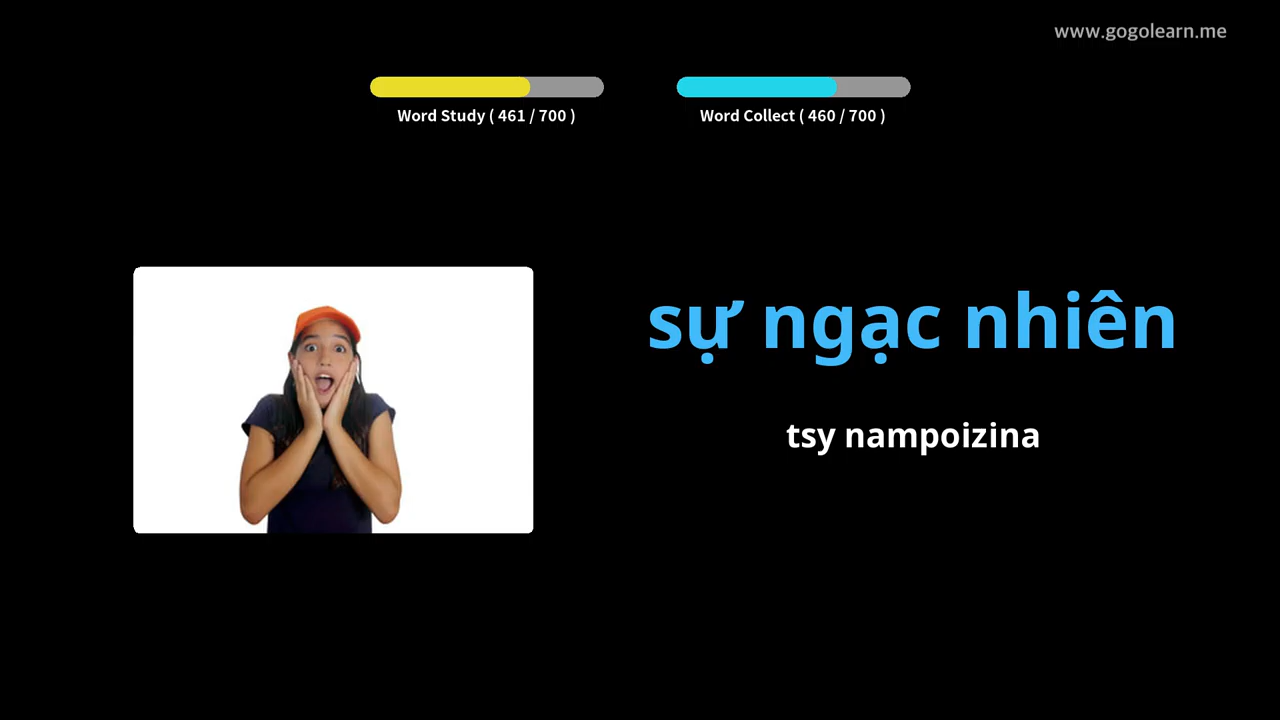 www.gogolearn.me
Word Study ( 461 / 700 )
Word Collect ( 460 / 700 )
sự ngạc nhiên
tsy nampoizina